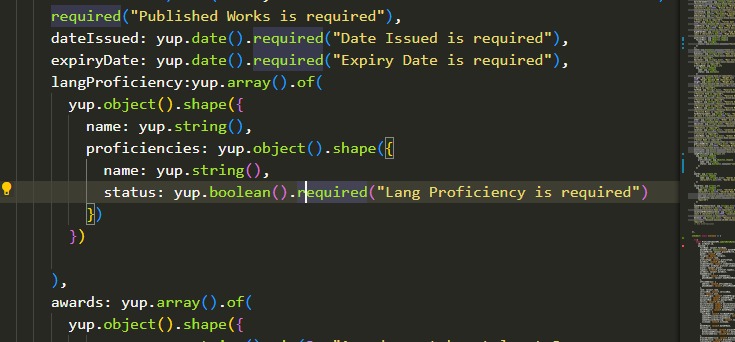 required("Published Works is required"),
dateIssued: yup.date().required("Date Issued is required"),
expiryDate: yup.date().required("Expiry Date is required"),
langProficiency:yup.array().of(
yup.object().shape({
name: yup.string(),
proficiencies: yup.object().shape({
name: yup.string(),
status: yup.boolean().required("Lang Proficiency is required")
})
})
),
awards: yup.array().of(
yup.object().shape({